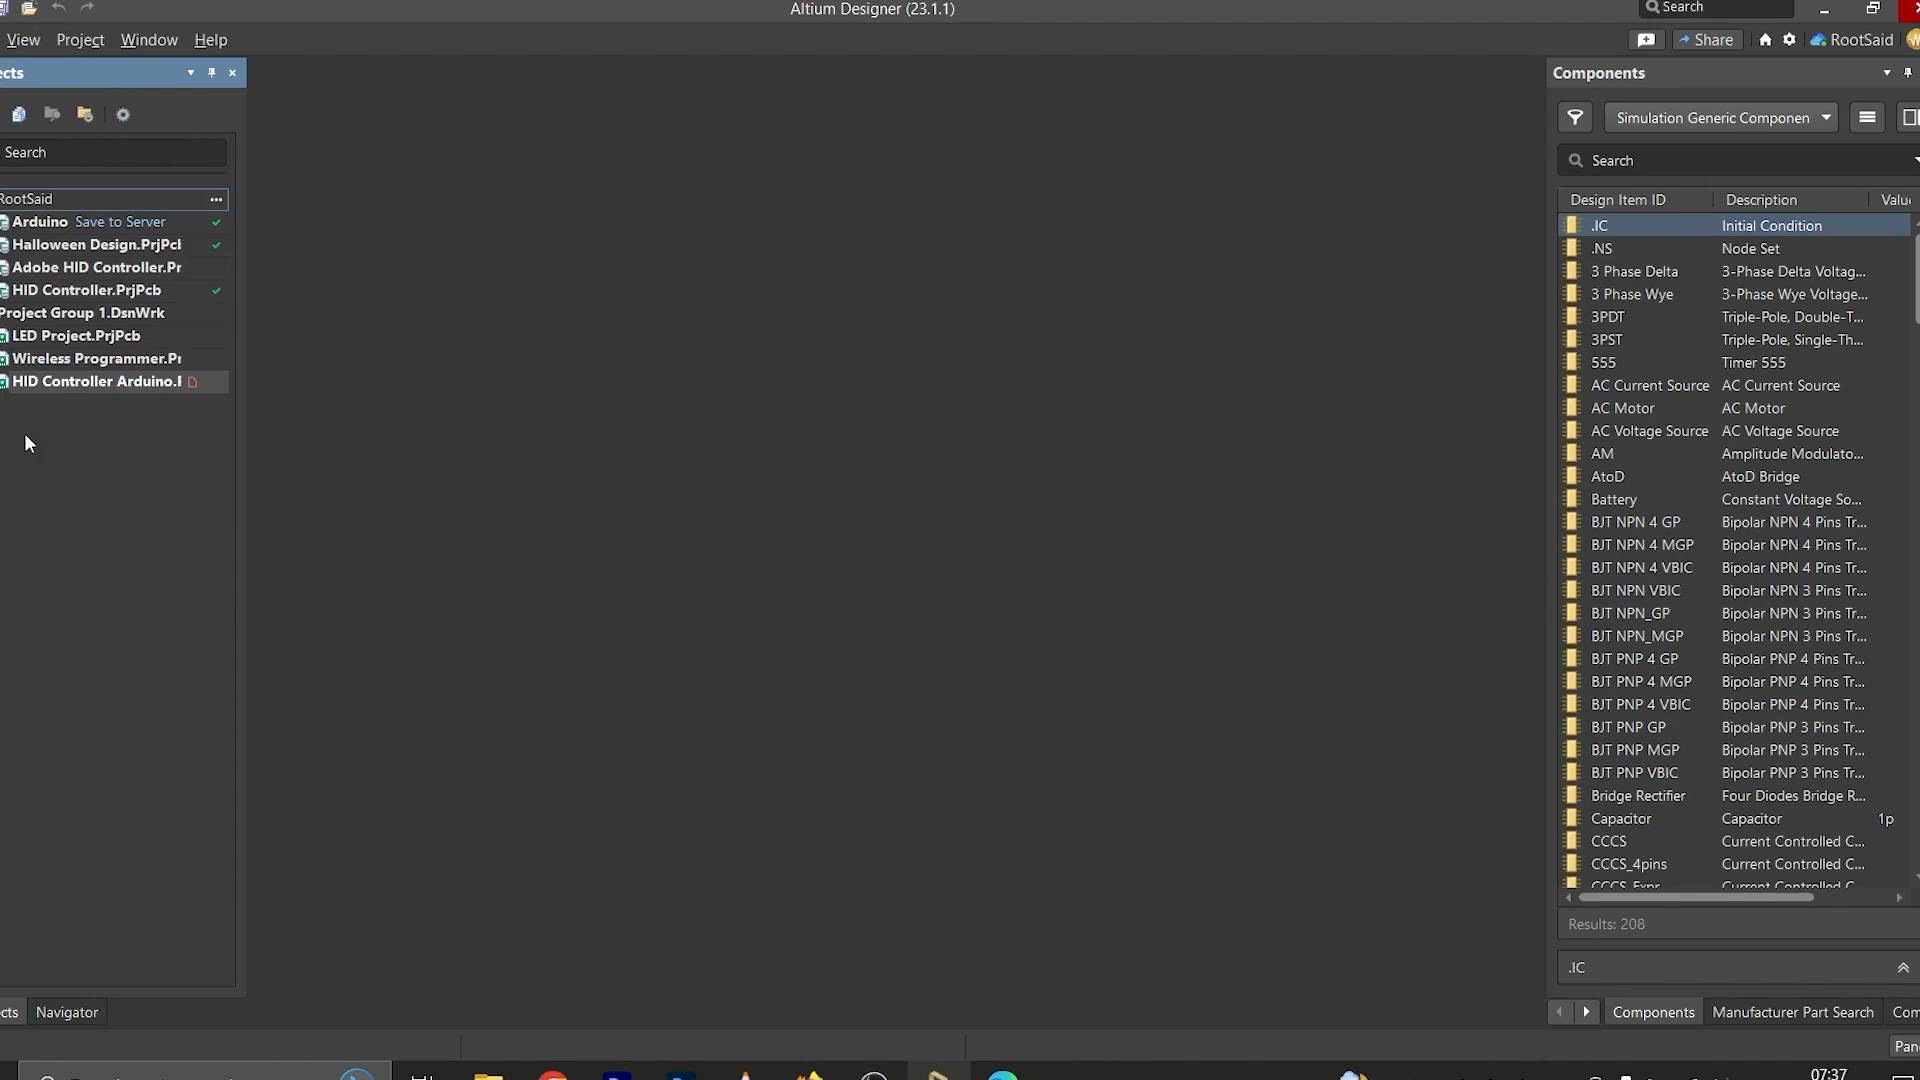 Altium Designer (23.1.1)
Search
View Project Window Help
Share
RootSaid
ects
Components
Simulation Generic Componen
Search
Search
Design Item ID Description Valu
RootSaid ...
Arduino Save to Server
Halloween Design.PrjPcb
Adobe HID Controller.Pr
HID Controller.PrjPcb
Project Group 1.DsnWrk
LED Project.PrjPcb
Wireless Programmer.Pr
HID Controller Arduino.F
.IC Initial Condition
.NS Node Set
3 Phase Delta 3-Phase Delta Voltag...
3 Phase Wye 3-Phase Wye Voltage...
3PDT Triple-Pole, Double-T...
3PST Triple-Pole, Single-Th...
555 Timer 555
AC Current Source AC Current Source
AC Motor AC Motor
AC Voltage Source AC Voltage Source
AM Amplitude Modulato...
AtoD AtoD Bridge
Battery Constant Voltage So...
BJT NPN 4 GP Bipolar NPN 4 Pins Tr...
BJT NPN 4 MGP Bipolar NPN 4 Pins Tr...
BJT NPN 4 VBIC Bipolar NPN 4 Pins Tr...
BJT NPN VBIC Bipolar NPN 3 Pins Tr...
BJT NPN_GP Bipolar NPN 3 Pins Tr...
BJT NPN_MGP Bipolar NPN 3 Pins Tr...
BJT PNP 4 GP Bipolar PNP 4 Pins Tr...
BJT PNP 4 MGP Bipolar PNP 4 Pins Tr...
BJT PNP 4 VBIC Bipolar PNP 4 Pins Tr...
BJT PNP GP Bipolar PNP 3 Pins Tr...
BJT PNP MGP Bipolar PNP 3 Pins Tr...
BJT PNP VBIC Bipolar PNP 3 Pins Tr...
Bridge Rectifier Four Diodes Bridge R...
Capacitor Capacitor 1p
CCCS Current Controlled C...
CCCS_4pins Current Controlled C...
CCCS Expr Current Controlled C
Results: 208
.IC
ects Navigator
Components Manufacturer Part Search Com
Pan
07:37